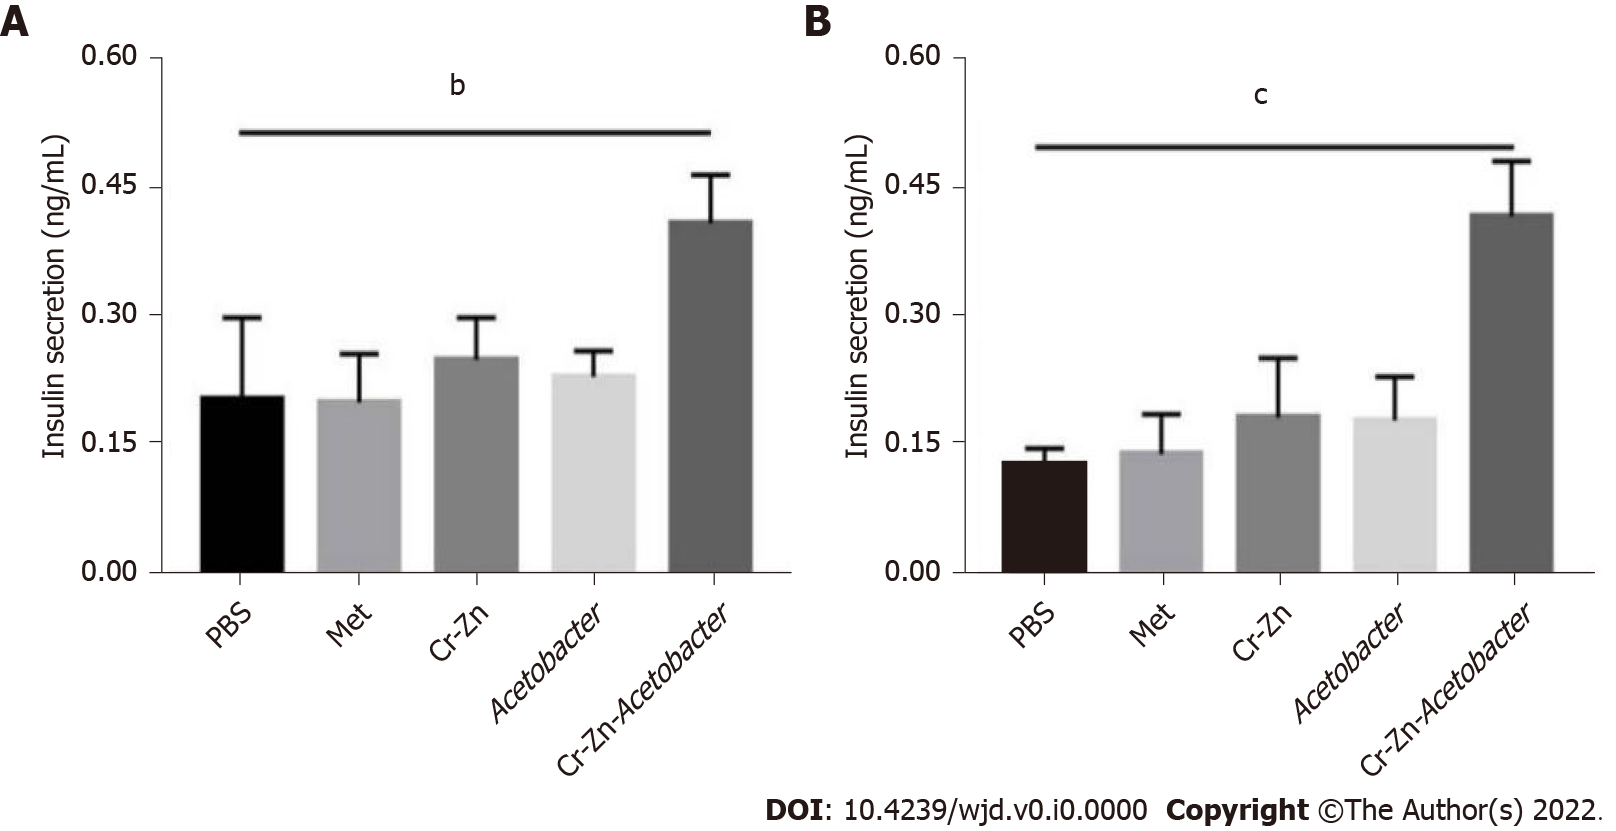 A
0.60
0.45
0.30
0.15
0.00
Insulin secretion (ng/mL)
b
PBS
Met
Cr-Zn
Acetobacter
Cr-Zn-Acetobacter
B
0.60
0.45
0.30
0.15
0.00
Insulin secretion (ng/mL)
c
PBS
Met
Cr-Zn
Acetobacter
Cr-Zn-Acetobacter
DOI: 10.4239/wjd.v0.i0.0000 Copyright ©The Author(s) 2022.